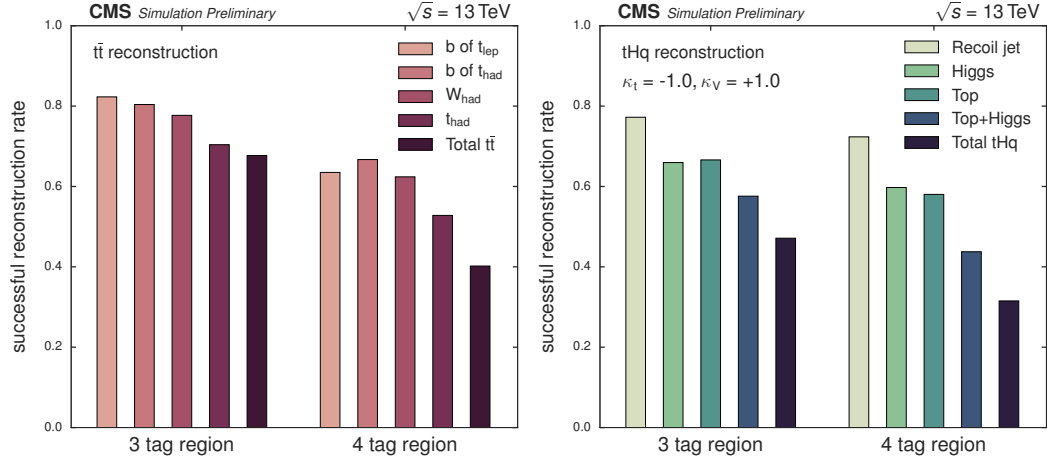 CMS Simulation Preliminary
√s = 13 TeV
tt̄ reconstruction
b of t_lep
b of t_had
W_had
t_had
Total tt̄
successful reconstruction rate
1.0
0.8
0.6
0.4
0.2
0.0
3 tag region
4 tag region
CMS Simulation Preliminary
√s = 13 TeV
tHq reconstruction
κ_t = -1.0, κ_V = +1.0
Recoil jet
Higgs
Top
Top+Higgs
Total tHq
successful reconstruction rate
1.0
0.8
0.6
0.4
0.2
0.0
3 tag region
4 tag region